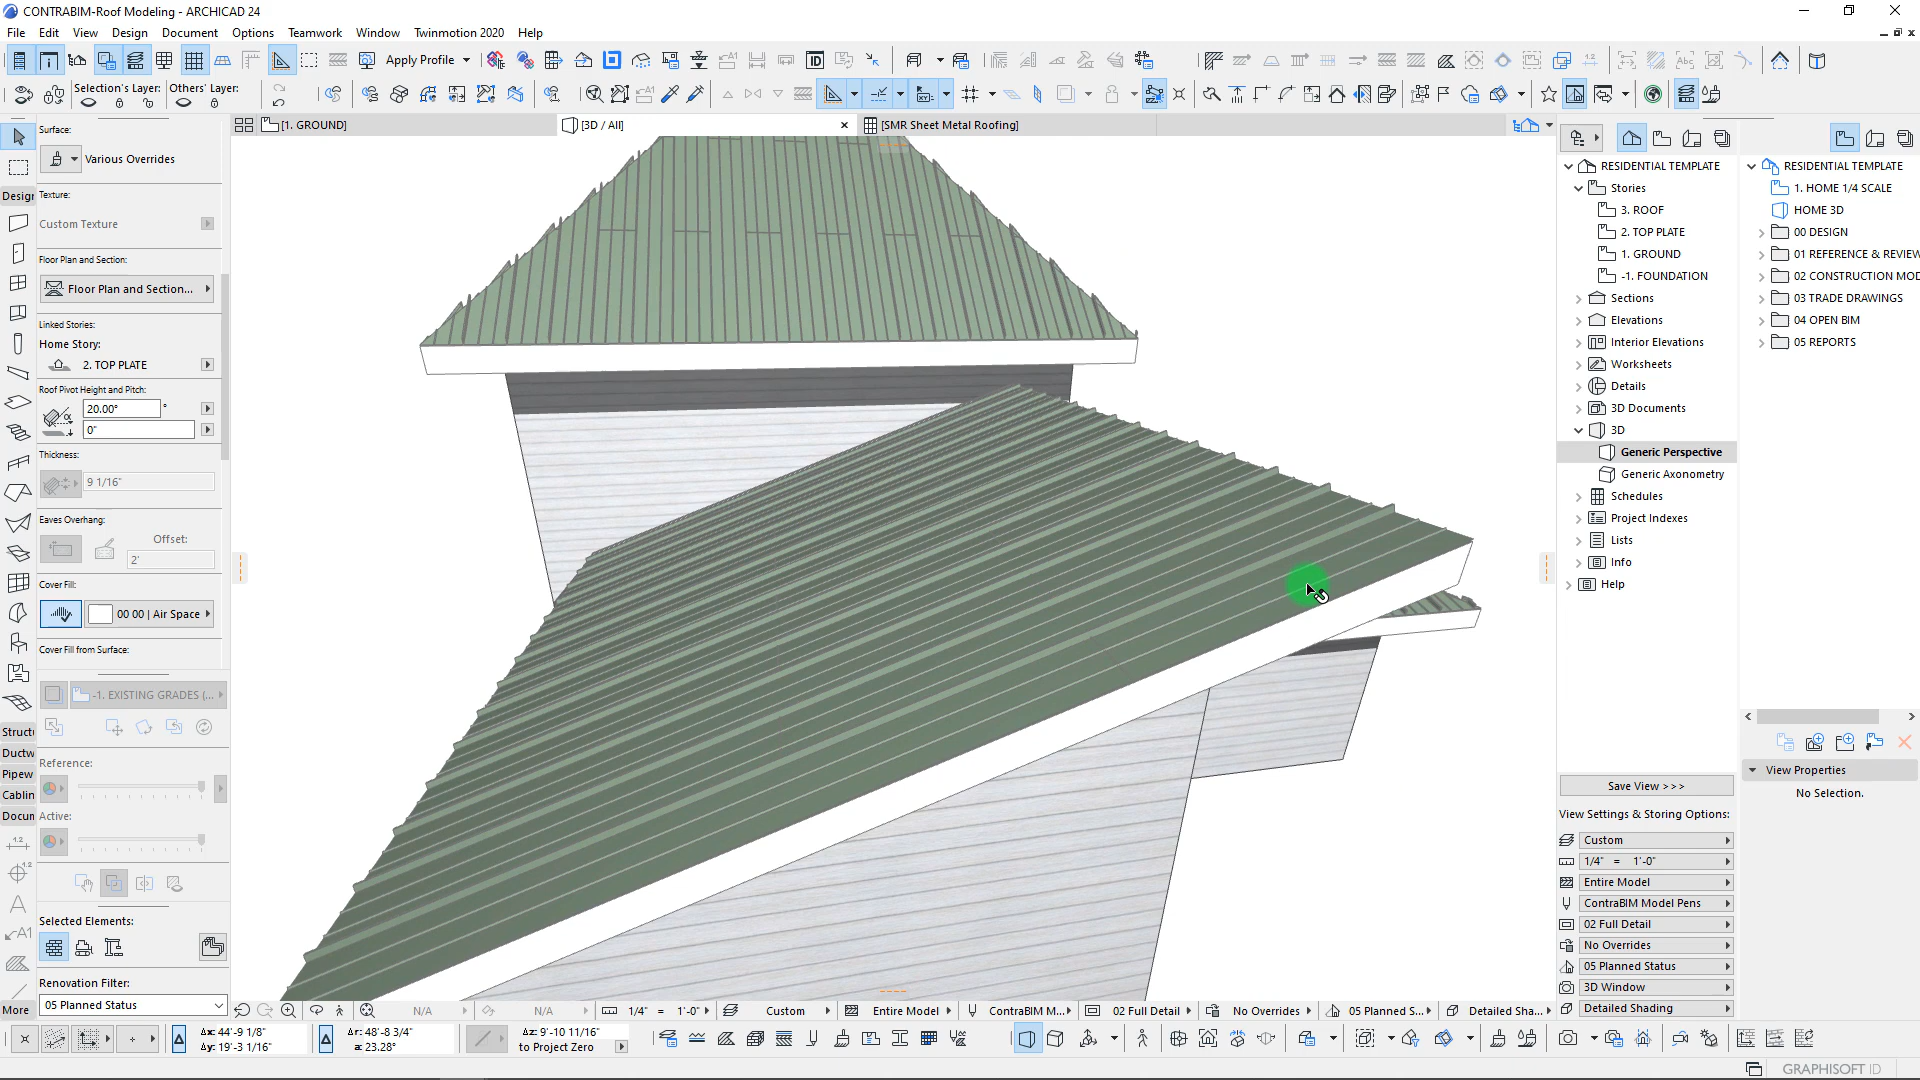 CONTRABIM-Roof Modeling - ARCHICAD 24
File Edit View Design Document Options Teamwork Window Twinmotion 2020 Help
Apply Profile
Selection's Layer: Others' Layer:
[1. GROUND] [3D / All] [SMR Sheet Metal Roofing]
Surface:
Various Overrides
Texture:
Custom Texture
Floor Plan and Section:
Floor Plan and Section...
Linked Stories:
Home Story:
2. TOP PLATE
Roof Pivot Height and Pitch:
20.00° °
0"
Thickness:
9 1/16"
Eaves Overhang:
Offset:
2'
Cover Fill:
00 00 | Air Space
Cover Fill from Surface:
-1. EXISTING GRADES (...
Reference:
Active:
Selected Elements:
Renovation Filter:
05 Planned Status
Design
Struct
Ductw
Pipew
Cablin
Docum
More
RESIDENTIAL TEMPLATE
Stories
3. ROOF
2. TOP PLATE
1. GROUND
-1. FOUNDATION
Sections
Elevations
Interior Elevations
Worksheets
Details
3D Documents
3D
Generic Perspective
Generic Axonometry
Schedules
Project Indexes
Lists
Info
Help
RESIDENTIAL TEMPLATE
1. HOME 1/4 SCALE
HOME 3D
00 DESIGN
01 REFERENCE & REVIEW
02 CONSTRUCTION MOD
03 TRADE DRAWINGS
04 OPEN BIM
05 REPORTS
View Properties
No Selection.
Save View >>>
View Settings & Storing Options:
Custom
1/4" = 1'-0"
Entire Model
ContraBIM Model Pens
02 Full Detail
No Overrides
05 Planned Status
3D Window
Detailed Shading
N/A N/A 1/4" = 1'-0" Custom Entire Model ContraBIM M... 02 Full Detail No Overrides 05 Planned S... Detailed Sha...
Δx: 44'-9 1/8" Δr: 48'-8 3/4" Δz: 9'-10 11/16"
Δy: 19'-3 1/16" a: 23.28° to Project Zero
GRAPHISOFT ID